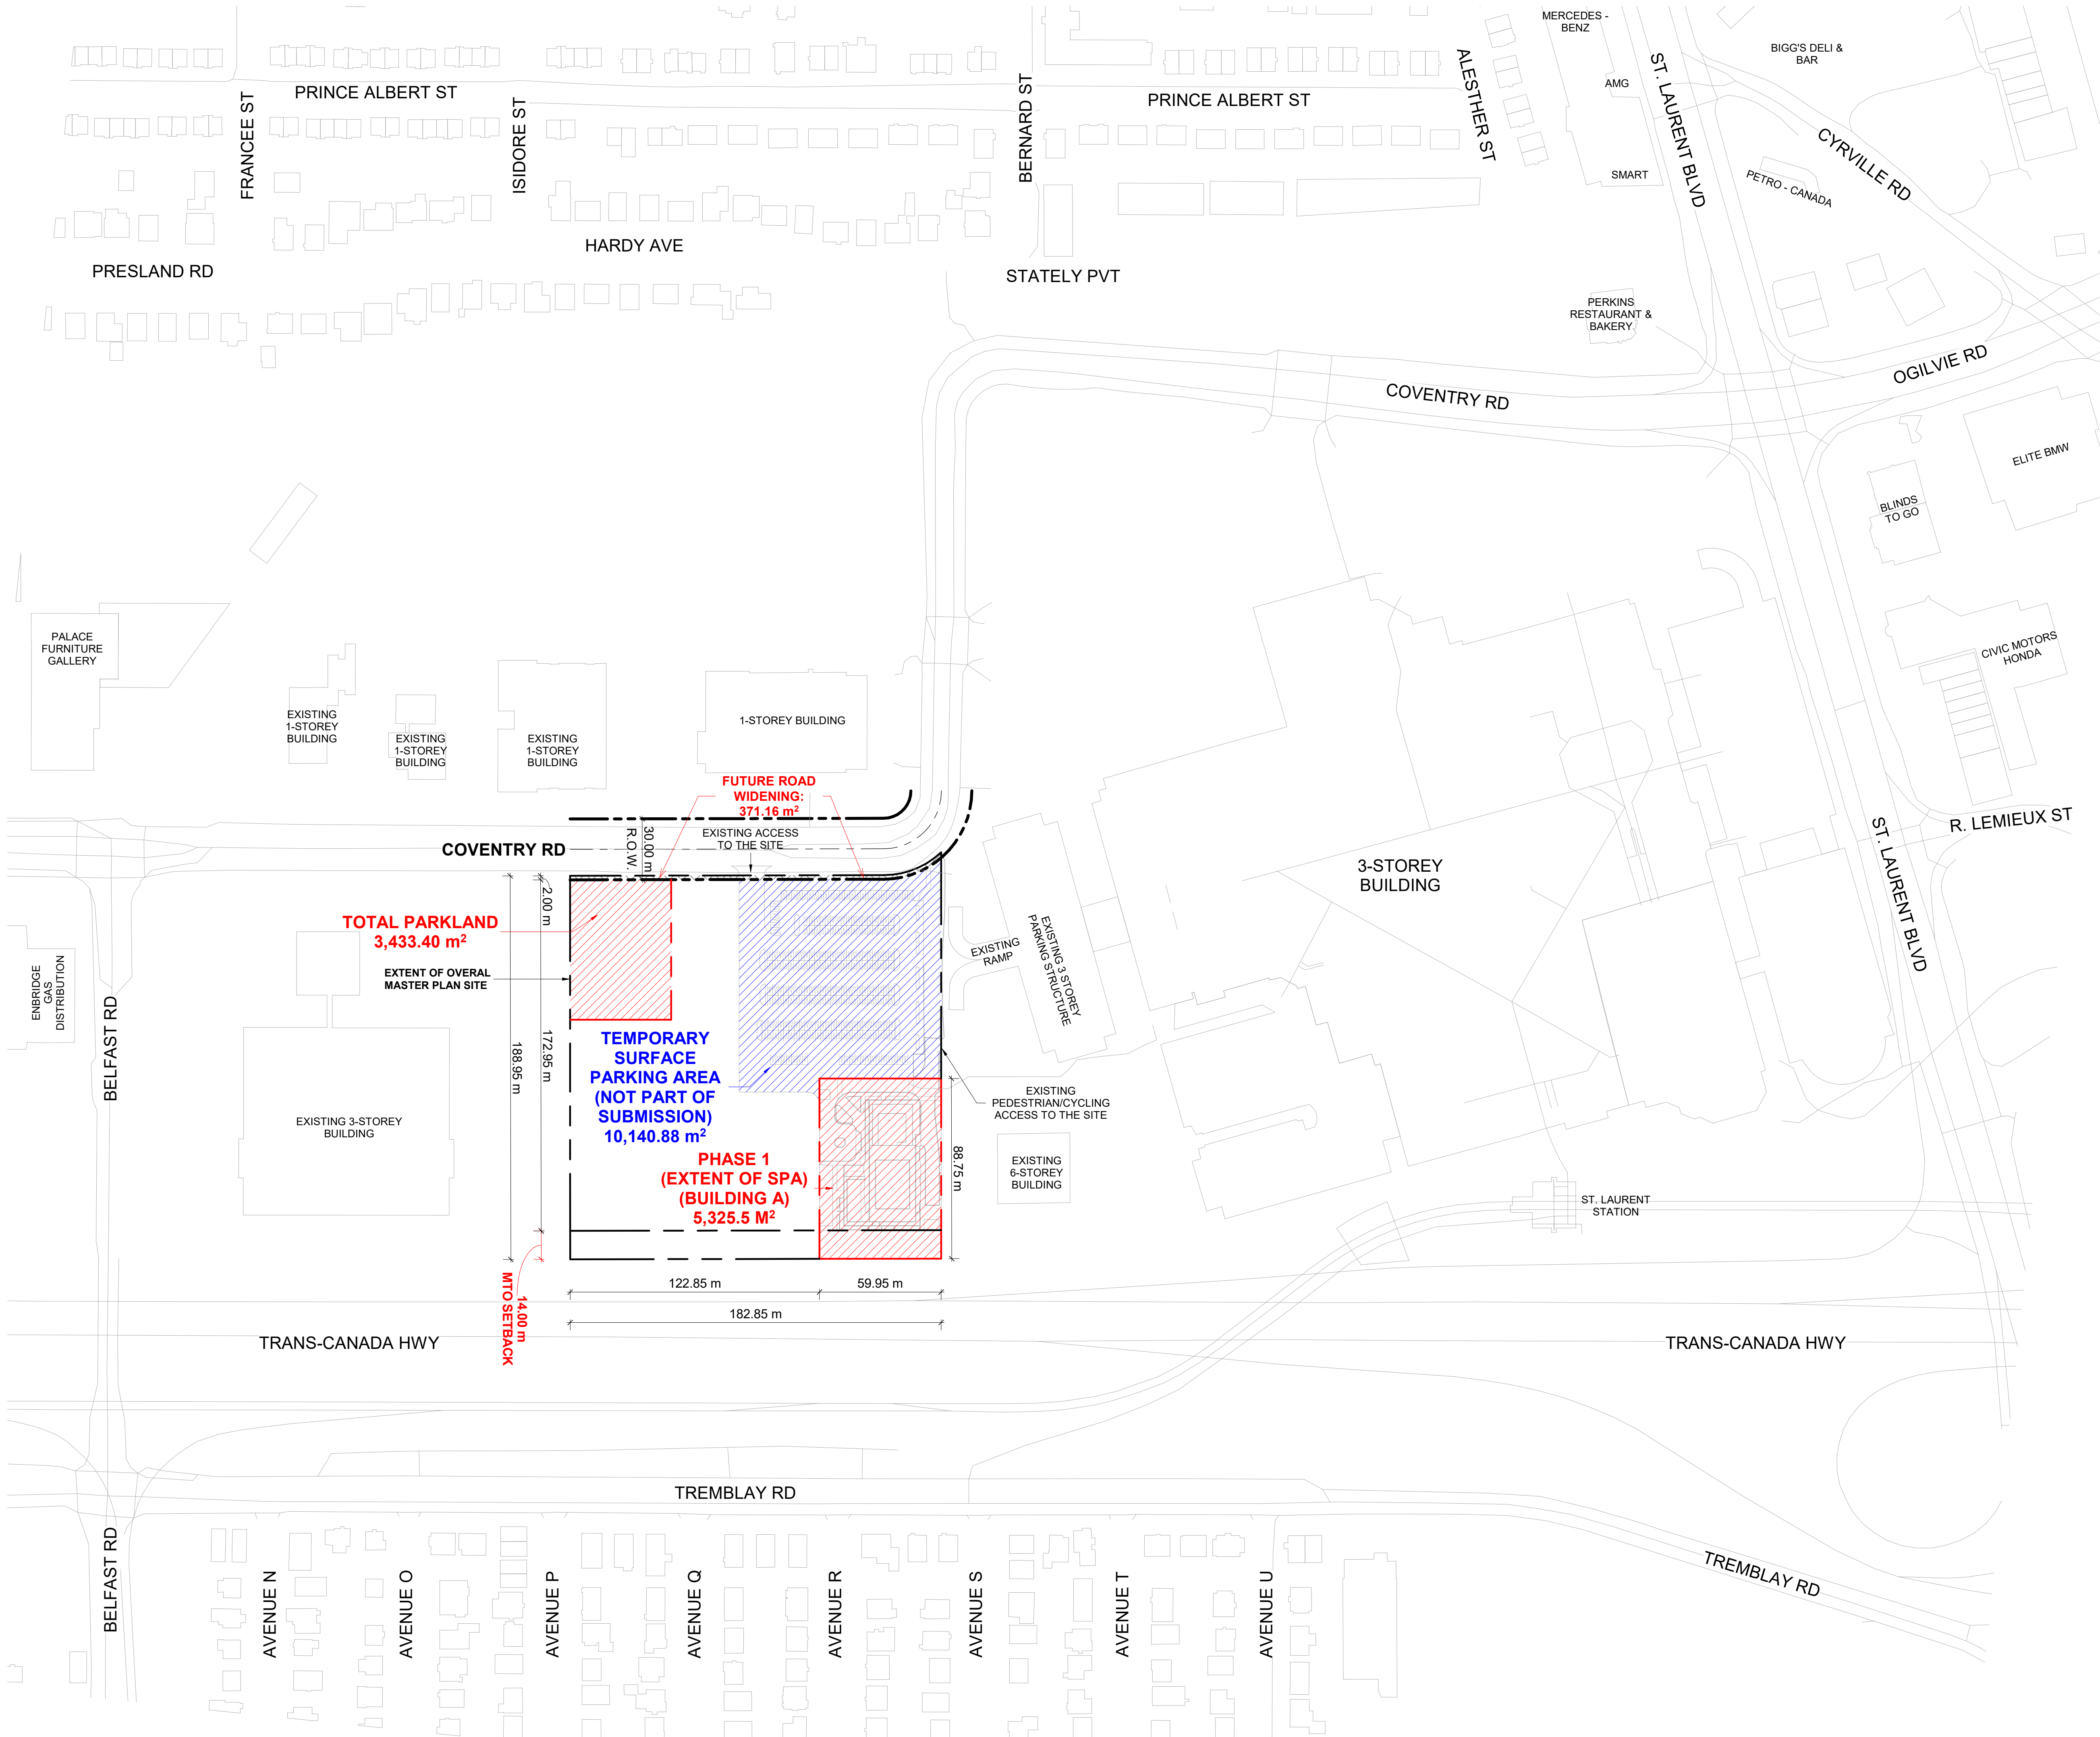 MERCEDES -
BENZ
BIGG'S DELI &
BAR
AMG
ST. LAURENT BLVD
ALESTHER ST
PRINCE ALBERT ST
PRINCE ALBERT ST
FRANCEE ST
ISIDORE ST
BERNARD ST
CYRVILLE RD
SMART
PETRO - CANADA
HARDY AVE
PRESLAND RD
STATELY PVT
PERKINS
RESTAURANT &
BAKERY
OGILVIE RD
COVENTRY RD
ELITE BMW
BLINDS
TO GO
PALACE
FURNITURE
GALLERY
CIVIC MOTORS
HONDA
EXISTING
1-STOREY
BUILDING
EXISTING
1-STOREY
BUILDING
EXISTING
1-STOREY
BUILDING
1-STOREY BUILDING
FUTURE ROAD
WIDENING:
371.16 m²
30.00 m
R.O.W.
EXISTING ACCESS
TO THE SITE
COVENTRY RD
R. LEMIEUX ST
3-STOREY
BUILDING
ST. LAURENT BLVD
2.00 m
TOTAL PARKLAND
3,433.40 m²
EXTENT OF OVERAL
MASTER PLAN SITE
EXISTING
RAMP
EXISTING 3 STOREY
PARKING STRUCTURE
ENBRIDGE
GAS
DISTRIBUTION
BELFAST RD
188.95 m
172.95 m
TEMPORARY
SURFACE
PARKING AREA
(NOT PART OF
SUBMISSION)
10,140.88 m²
EXISTING
PEDESTRIAN/CYCLING
ACCESS TO THE SITE
EXISTING 3-STOREY
BUILDING
PHASE 1
(EXTENT OF SPA)
(BUILDING A)
5,325.5 M²
88.75 m
EXISTING
6-STOREY
BUILDING
ST. LAURENT
STATION
14.00 m
MTO SETBACK
122.85 m
59.95 m
182.85 m
TRANS-CANADA HWY
TRANS-CANADA HWY
TREMBLAY RD
BELFAST RD
AVENUE N
AVENUE O
AVENUE P
AVENUE Q
AVENUE R
AVENUE S
AVENUE T
AVENUE U
TREMBLAY RD